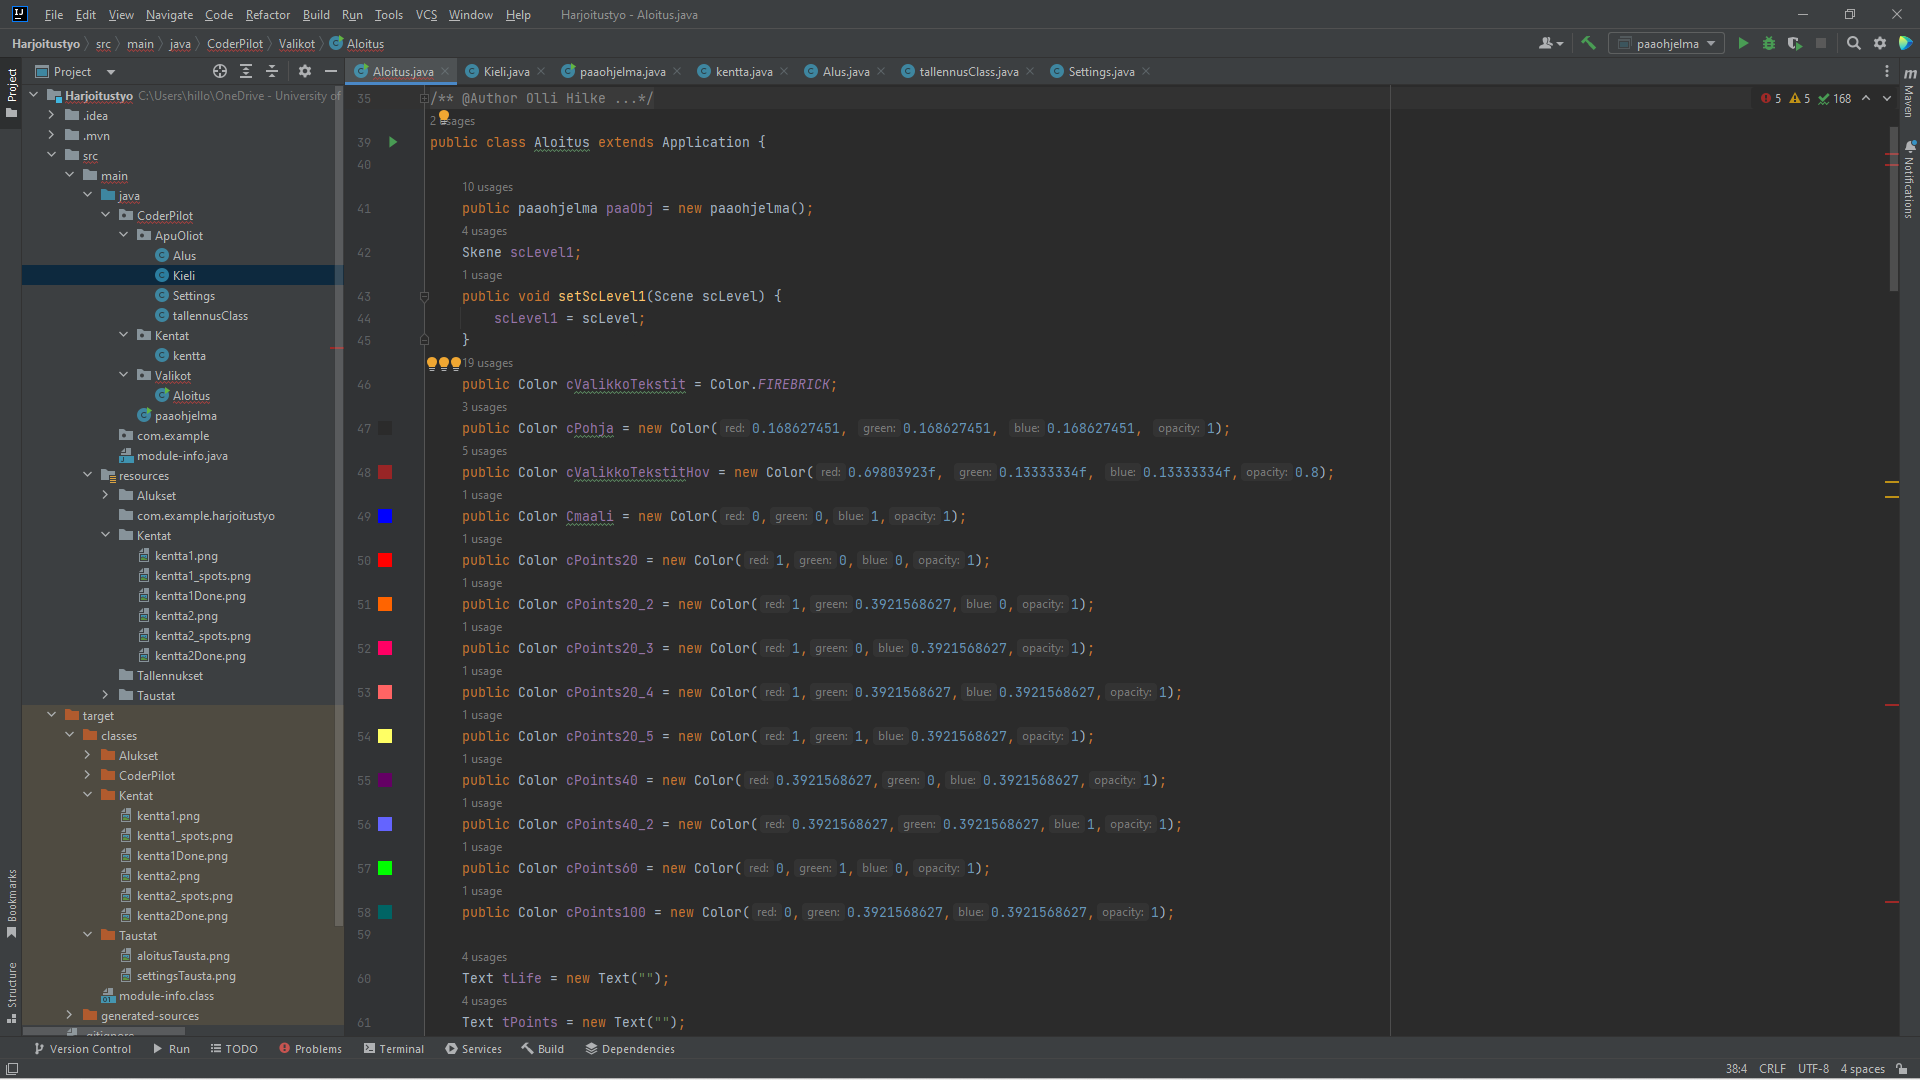 File Edit View Navigate Code Refactor Build Run Tools VCS Window Help Harjoitustyo - Aloitus.java
Harjoitustyo src main java CoderPilot Valikot Aloitus
paaohjelma
Project
Aloitus.java Kieli.java paaohjelma.java kentta.java Alus.java tallennusClass.java Settings.java
Project
Bookmarks
Structure
Harjoitustyo C:\Users\hillo\OneDrive - University of
.idea
.mvn
src
main
java
CoderPilot
ApuOliot
Alus
Kieli
Settings
tallennusClass
Kentat
kentta
Valikot
Aloitus
paaohjelma
com.example
module-info.java
resources
Alukset
com.example.harjoitustyo
Kentat
kentta1.png
kentta1_spots.png
kentta1Done.png
kentta2.png
kentta2_spots.png
kentta2Done.png
Tallennukset
Taustat
target
classes
Alukset
CoderPilot
Kentat
kentta1.png
kentta1_spots.png
kentta1Done.png
kentta2.png
kentta2_spots.png
kentta2Done.png
Taustat
aloitusTausta.png
settingsTausta.png
module-info.class
generated-sources
.gitignore
35 /** @Author Olli Hilke ...*/
5 5 168
2 usages
39 public class Aloitus extends Application {
40
10 usages
41 public paaohjelma paaObj = new paaohjelma();
4 usages
42 Skene scLevel1;
1 usage
43 public void setScLevel1(Scene scLevel) {
44 scLevel1 = scLevel;
45 }
19 usages
46 public Color cValikkoTekstit = Color.FIREBRICK;
3 usages
47 public Color cPohja = new Color( red: 0.168627451, green: 0.168627451, blue: 0.168627451, opacity: 1);
5 usages
48 public Color cValikkoTekstitHov = new Color( red: 0.69803923f, green: 0.13333334f, blue: 0.13333334f, opacity: 0.8);
1 usage
49 public Color Cmaali = new Color( red: 0, green: 0, blue: 1, opacity: 1);
1 usage
50 public Color cPoints20 = new Color( red: 1, green: 0, blue: 0, opacity: 1);
1 usage
51 public Color cPoints20_2 = new Color( red: 1, green: 0.3921568627, blue: 0, opacity: 1);
1 usage
52 public Color cPoints20_3 = new Color( red: 1, green: 0, blue: 0.3921568627, opacity: 1);
1 usage
53 public Color cPoints20_4 = new Color( red: 1, green: 0.3921568627, blue: 0.3921568627, opacity: 1);
1 usage
54 public Color cPoints20_5 = new Color( red: 1, green: 1, blue: 0.3921568627, opacity: 1);
1 usage
55 public Color cPoints40 = new Color( red: 0.3921568627, green: 0, blue: 0.3921568627, opacity: 1);
1 usage
56 public Color cPoints40_2 = new Color( red: 0.3921568627, green: 0.3921568627, blue: 1, opacity: 1);
1 usage
57 public Color cPoints60 = new Color( red: 0, green: 1, blue: 0, opacity: 1);
1 usage
58 public Color cPoints100 = new Color( red: 0, green: 0.3921568627, blue: 0.3921568627, opacity: 1);
59
4 usages
60 Text tLife = new Text("");
4 usages
61 Text tPoints = new Text("");
Maven
Notifications
Version Control Run TODO Problems Terminal Services Build Dependencies
38:4 CRLF UTF-8 4 spaces